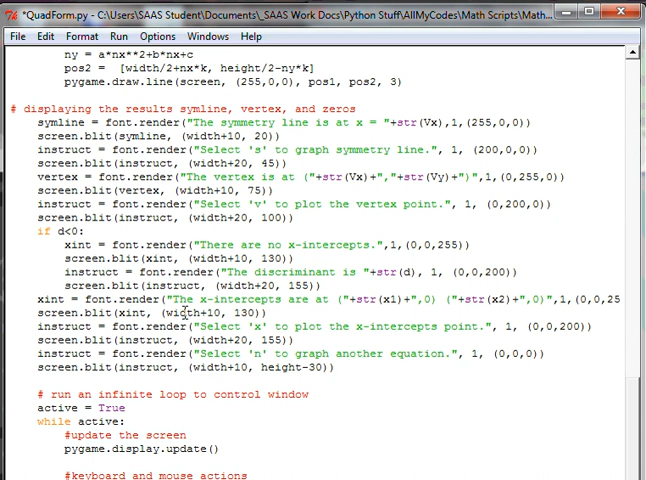 *QuadForm.py - C:\Users\SAAS Student\Documents\_SAAS Work Docs\Python Stuff\AllMyCodes\Math Scripts\Math...
File Edit Format Run Options Windows Help
ny = a*nx**2+b*nx+c
pos2 =  [width/2+nx*k, height/2-ny*k]
pygame.draw.line(screen, (255,0,0), pos1, pos2, 3)
# displaying the results symline, vertex, and zeros
symline = font.render("The symmetry line is at x = "+str(Vx),1,(255,0,0))
screen.blit(symline, (width+10, 20))
instruct = font.render("Select 's' to graph symmetry line.", 1, (200,0,0))
screen.blit(instruct, (width+20, 45))
vertex = font.render("The vertex is at ("+str(Vx)+","+str(Vy)+")",1,(0,255,0))
screen.blit(vertex, (width+10, 75))
instruct = font.render("Select 'v' to plot the vertex point.", 1, (0,200,0))
screen.blit(instruct, (width+20, 100))
if d<0:
xint = font.render("There are no x-intercepts.",1,(0,0,255))
screen.blit(xint, (width+10, 130))
instruct = font.render("The discriminant is "+str(d), 1, (0,0,200))
screen.blit(instruct, (width+20, 155))
xint = font.render("The x-intercepts are at ("+str(x1)+",0) ("+str(x2)+",0)",1,(0,0,25
screen.blit(xint, (width+10, 130))
instruct = font.render("Select 'x' to plot the x-intercepts point.", 1, (0,0,200))
screen.blit(instruct, (width+20, 155))
instruct = font.render("Select 'n' to graph another equation.", 1, (0,0,0))
screen.blit(instruct, (width+10, height-30))
# run an infinite loop to control window
active = True
while active:
#update the screen
pygame.display.update()
#keyboard and mouse actions